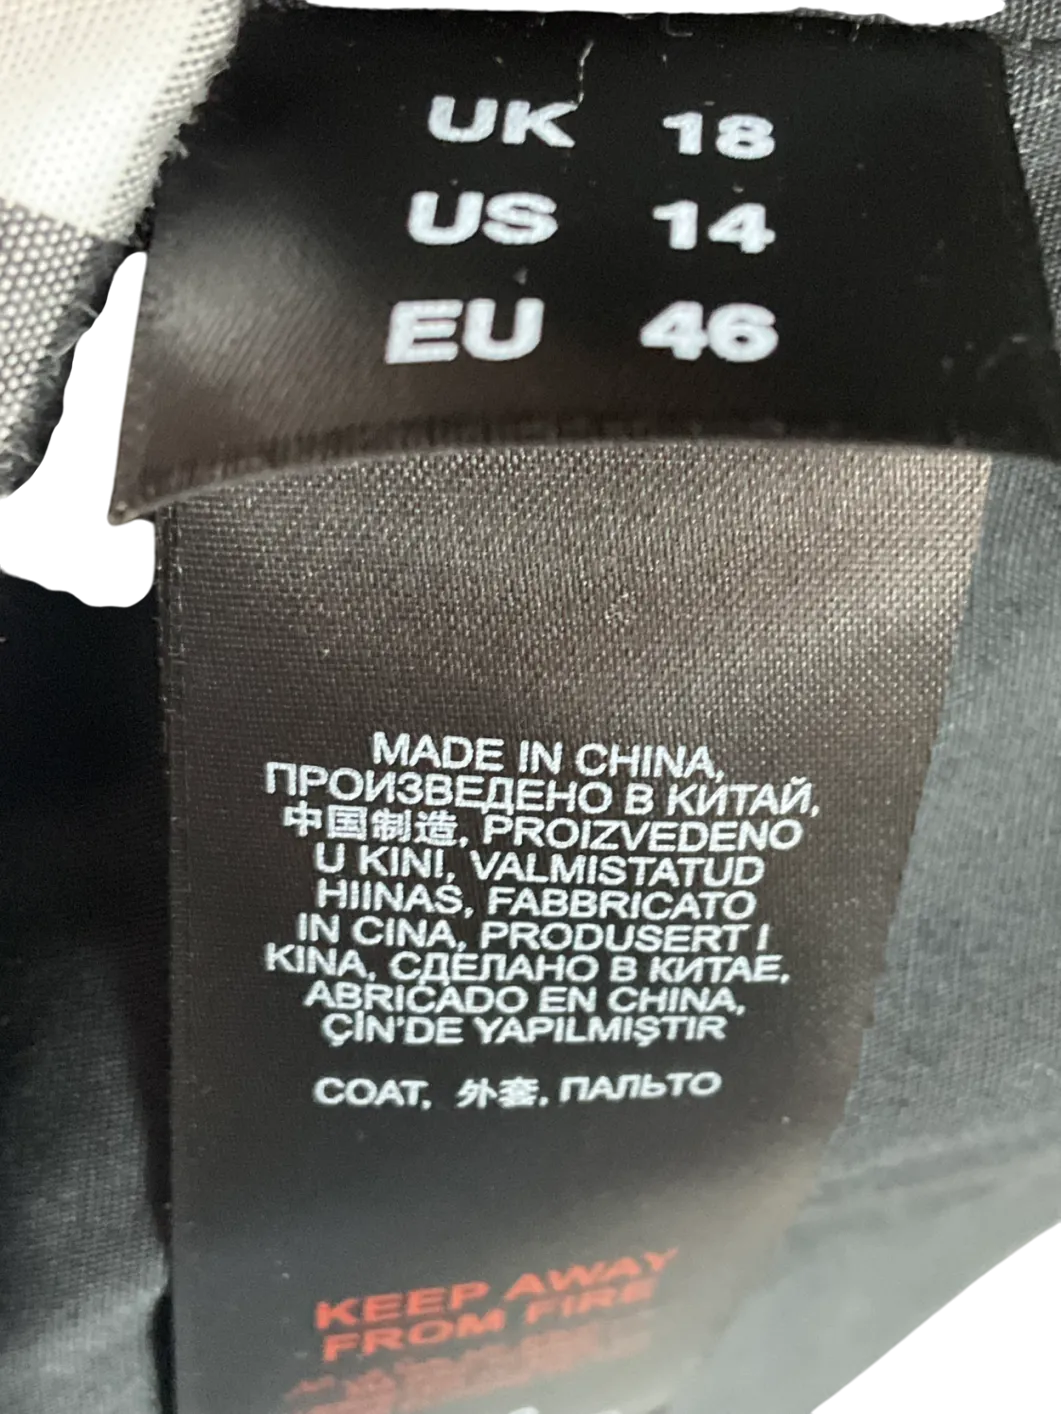 UK 18
US 14
EU 46
MADE IN CHINA,
ПРОИЗВЕДЕНО В КИТАЙ,
中国制造, PROIZVEDENO
U KINI, VALMISTATUD
HIINAS, FABBRICATO
IN CINA, PRODUSERT I
KINA, СДЕЛАНО В КИТАЕ,
ABRICADO EN CHINA,
ÇİN'DE YAPILMIŞTIR
COAT, 外套, ПАЛЬТО
KEEP AWAY
FROM FIRE